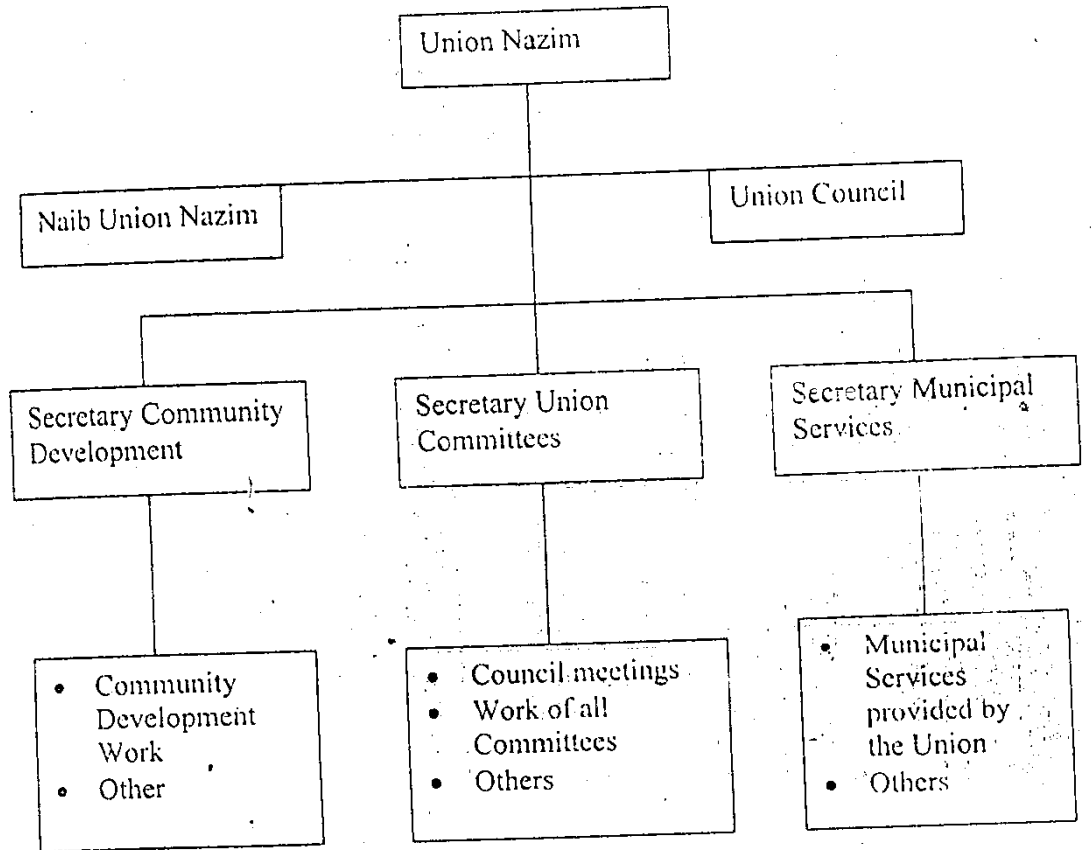 Union Nazim
Naib Union Nazim
Union Council
Secretary Community
Development
Secretary Union
Committees
Secretary Municipal
Services
• Community
Development
Work
• Other
• Council meetings
• Work of all
Committees
• Others
• Municipal
Services
provided by
the Union
• Others